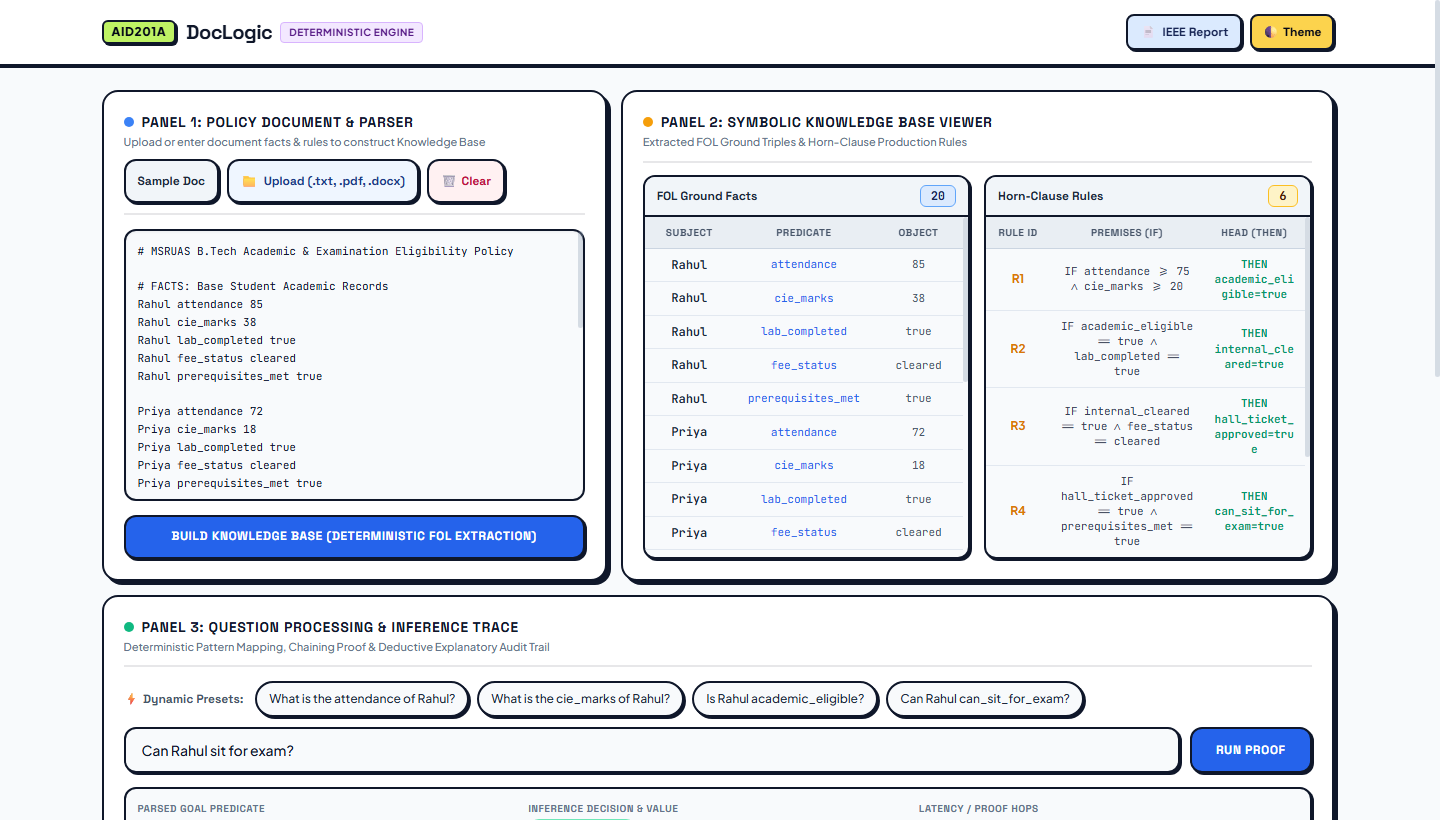 AID201A DocLogic DETERMINISTIC ENGINE IEEE Report Theme
PANEL 1: POLICY DOCUMENT & PARSER
Upload or enter document facts & rules to construct Knowledge Base
Sample Doc Upload (.txt, .pdf, .docx) Clear
# MSRUAS B.Tech Academic & Examination Eligibility Policy
# FACTS: Base Student Academic Records
Rahul attendance 85
Rahul cie_marks 38
Rahul lab_completed true
Rahul fee_status cleared
Rahul prerequisites_met true
Priya attendance 72
Priya cie_marks 18
Priya lab_completed true
Priya fee_status cleared
Priya prerequisites_met true
BUILD KNOWLEDGE BASE (DETERMINISTIC FOL EXTRACTION)
PANEL 2: SYMBOLIC KNOWLEDGE BASE VIEWER
Extracted FOL Ground Triples & Horn-Clause Production Rules
FOL Ground Facts 20
SUBJECT PREDICATE OBJECT
Rahul attendance 85
Rahul cie_marks 38
Rahul lab_completed true
Rahul fee_status cleared
Rahul prerequisites_met true
Priya attendance 72
Priya cie_marks 18
Priya lab_completed true
Priya fee_status cleared
Horn-Clause Rules 6
RULE ID PREMISES (IF) HEAD (THEN)
R1
IF attendance ≥ 75
∧ cie_marks ≥ 20
THEN
academic_eli
gible=true
R2
IF academic_eligible
== true ∧
lab_completed ==
true
THEN
internal_cle
ared=true
R3
IF internal_cleared
== true ∧ fee_status
== cleared
THEN
hall_ticket_
approved=tru
e
R4
IF
hall_ticket_approved
== true ∧
prerequisites_met ==
true
THEN
can_sit_for_
exam=true
PANEL 3: QUESTION PROCESSING & INFERENCE TRACE
Deterministic Pattern Mapping, Chaining Proof & Deductive Explanatory Audit Trail
Dynamic Presets: What is the attendance of Rahul? What is the cie_marks of Rahul? Is Rahul academic_eligible? Can Rahul can_sit_for_exam?
Can Rahul sit for exam? RUN PROOF
PARSED GOAL PREDICATE INFERENCE DECISION & VALUE LATENCY / PROOF HOPS